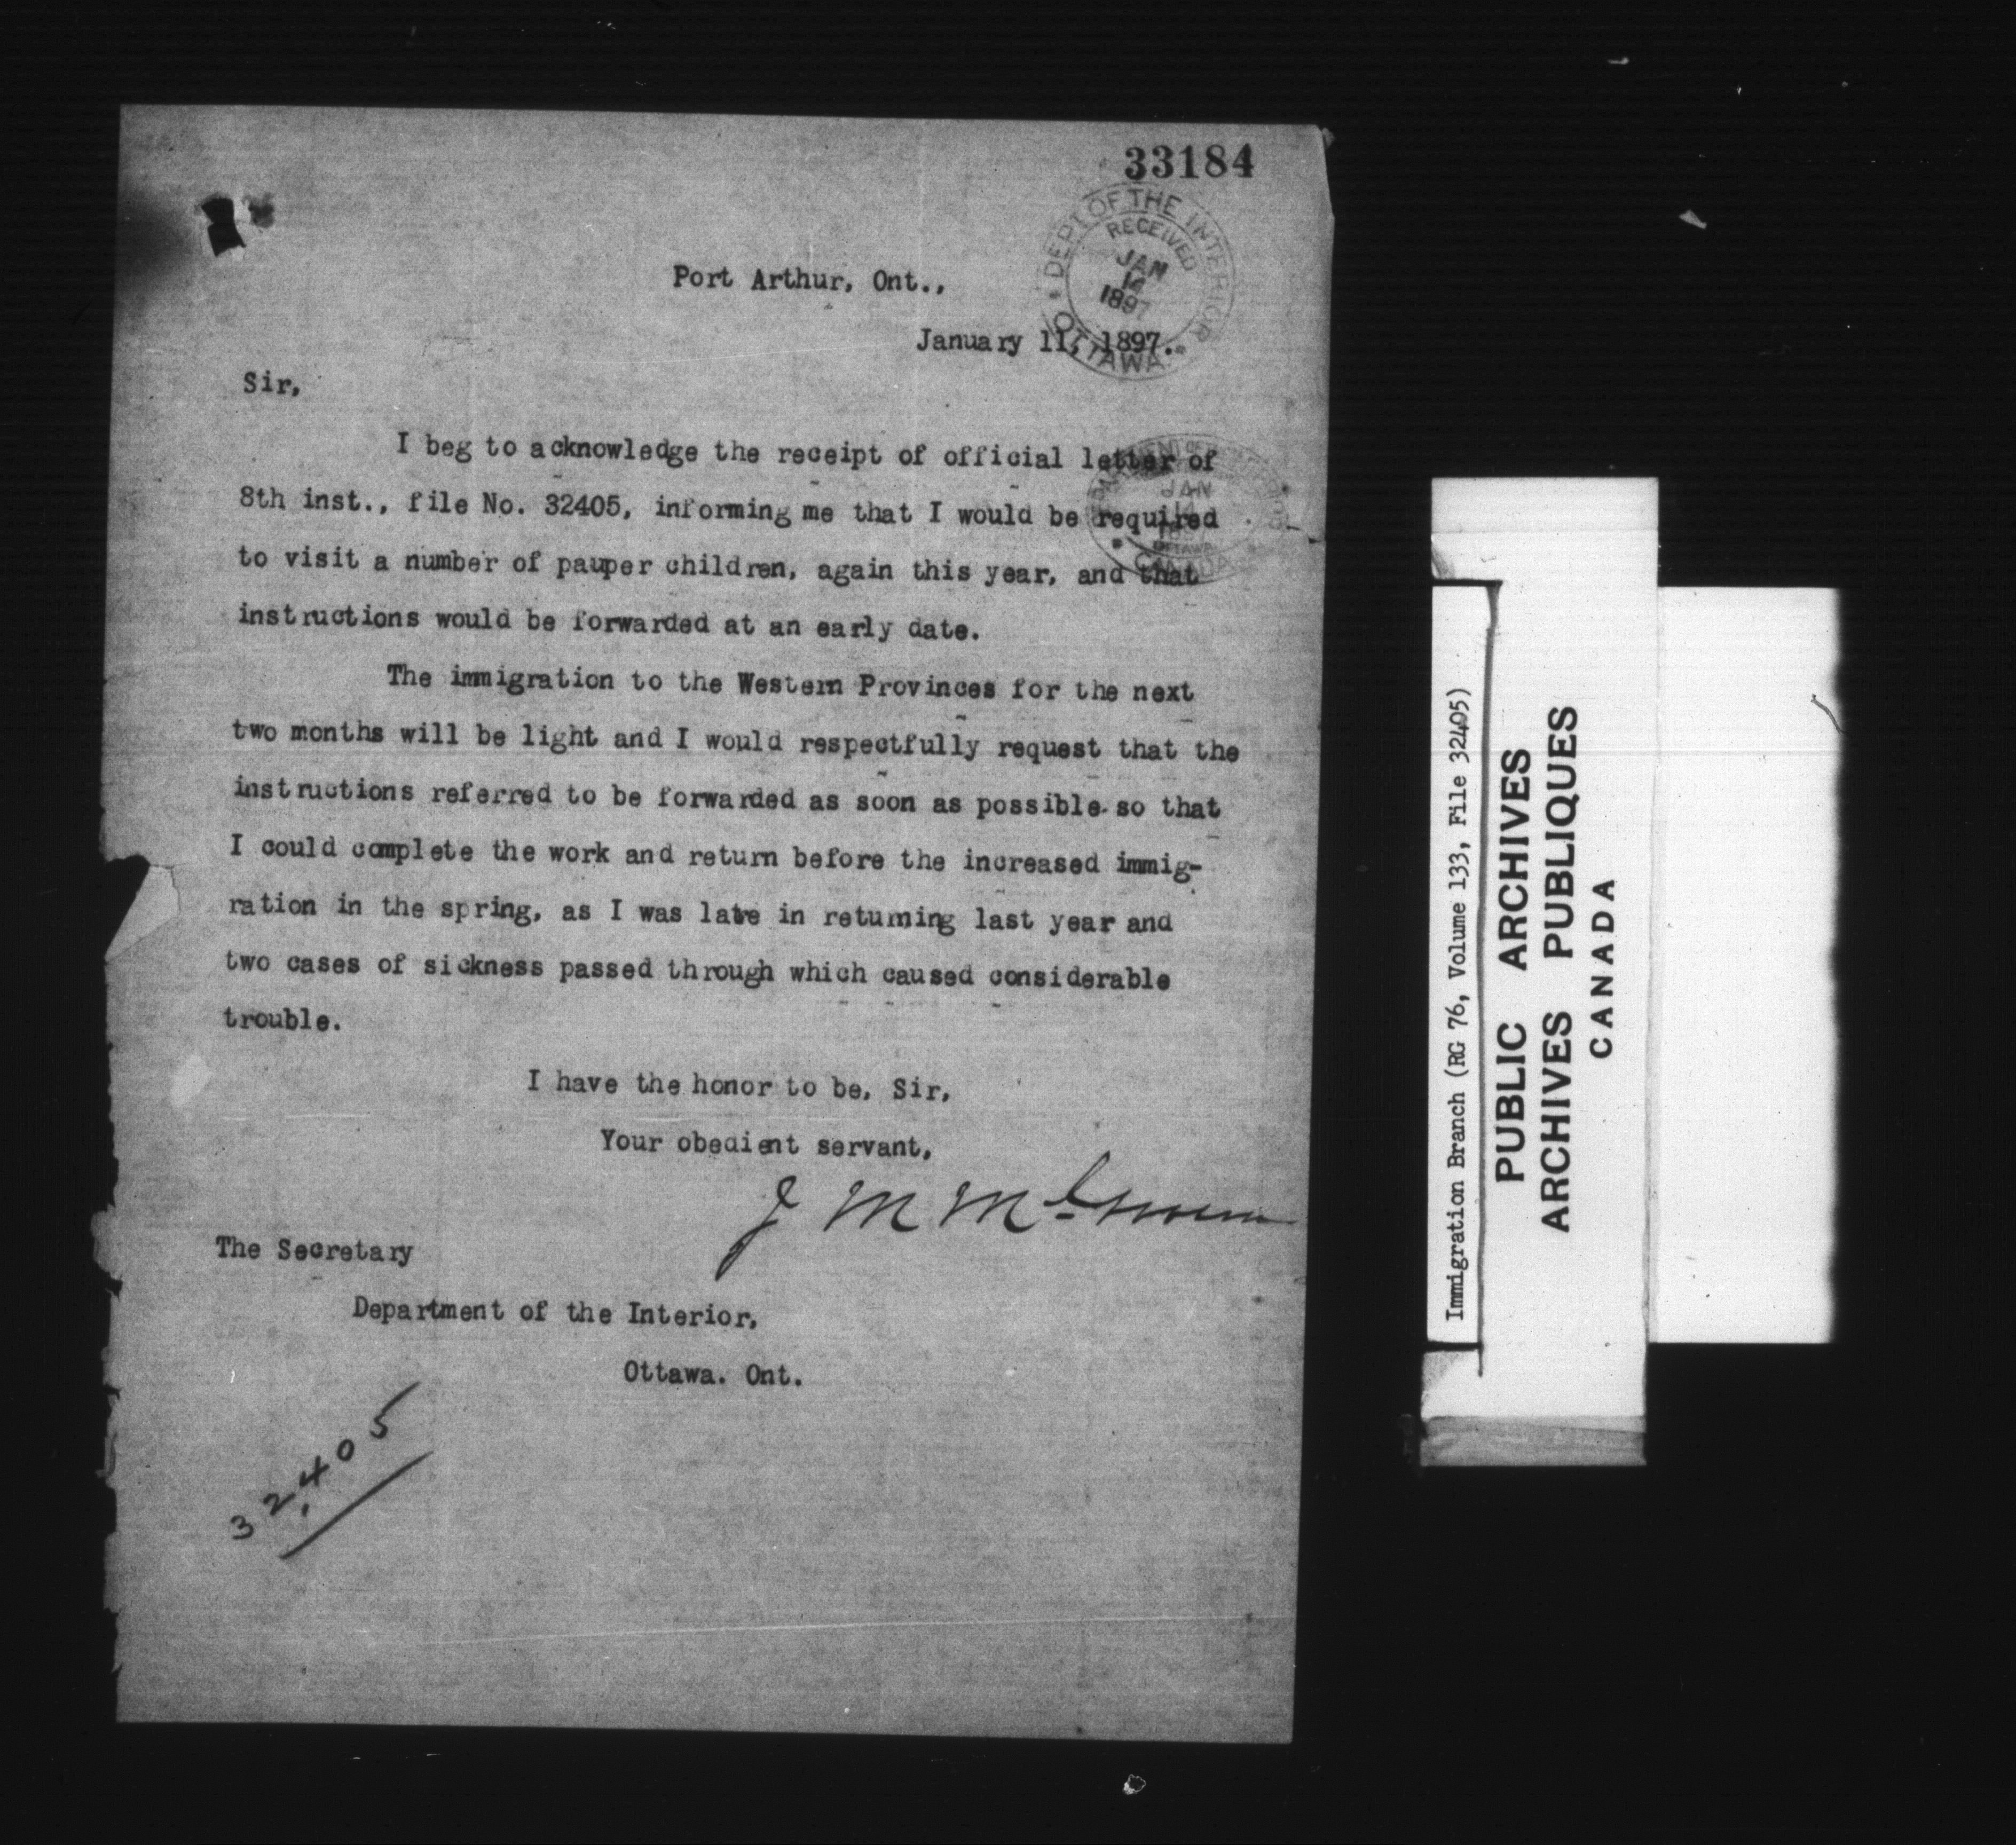 33184
DEPT OF THE INTERIOR
RECEIVED
JAN
14
1897
OTTAWA
Port Arthur, Ont.,
January 11, 1897.
Sir,
I beg to acknowledge the receipt of official letter of
8th inst., file No. 32405, informing me that I would be required
to visit a number of pauper children, again this year, and that
instructions would be forwarded at an early date.
JAN
14
1897
OTTAWA
CANADA
The immigration to the Western Provinces for the next
two months will be light and I would respectfully request that the
instructions referred to be forwarded as soon as possible so that
I could complete the work and return before the increased immig-
ration in the spring, as I was late in returning last year and
two cases of sickness passed through which caused considerable
trouble.
I have the honor to be, Sir,
Your obedient servant,
J M
The Secretary
Department of the Interior,
Ottawa. Ont.
32,405
Immigration Branch (RG 76, Volume 133, File 32405)
PUBLIC ARCHIVES
ARCHIVES PUBLIQUES
CANADA